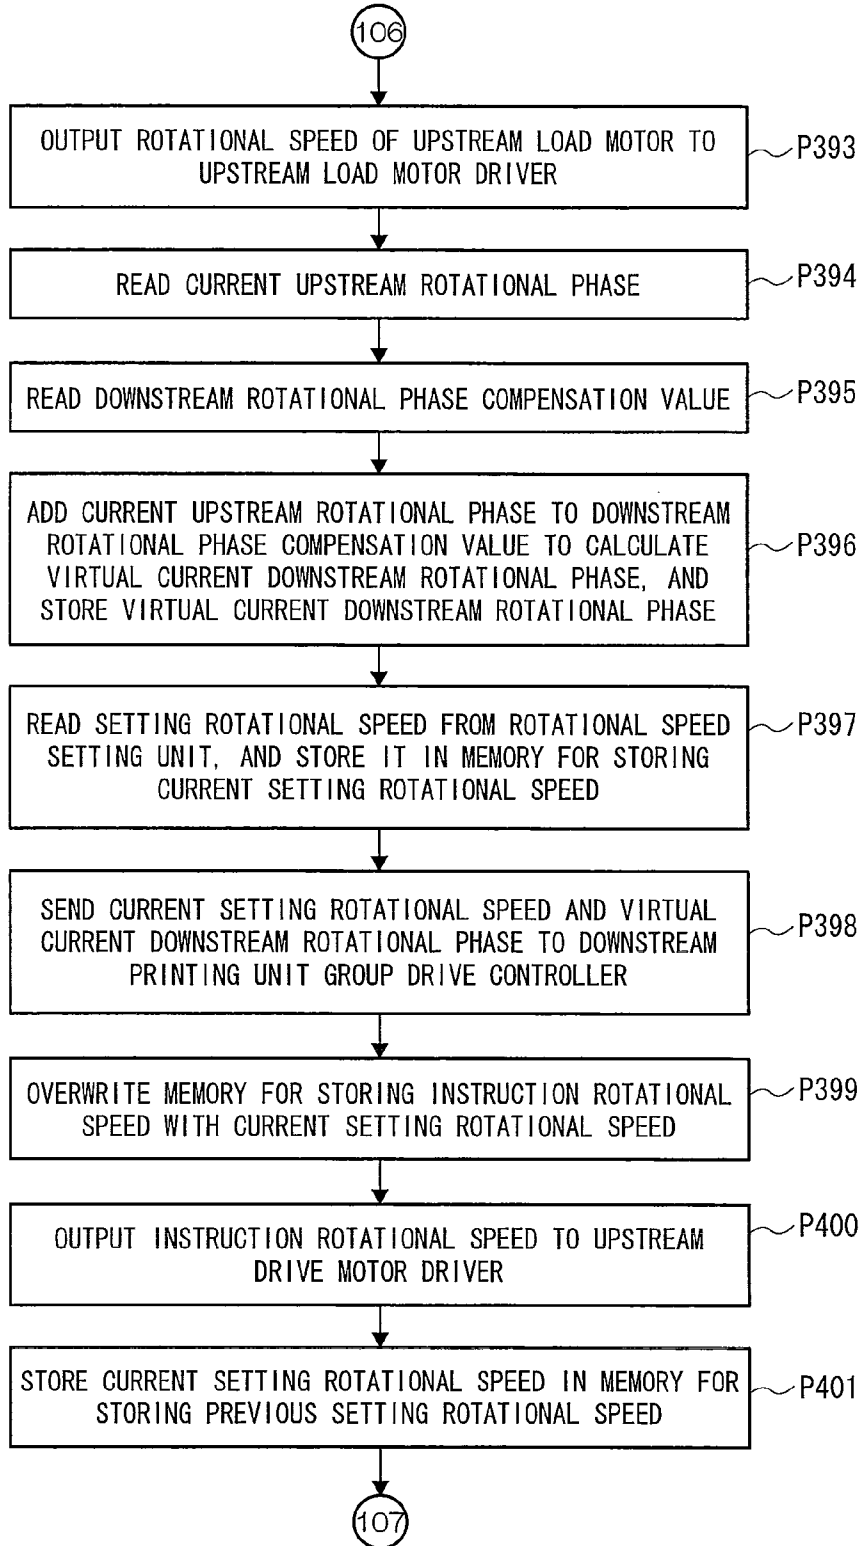 106
OUTPUT ROTATIONAL SPEED OF UPSTREAM LOAD MOTOR TO
UPSTREAM LOAD MOTOR DRIVER
P393
READ CURRENT UPSTREAM ROTATIONAL PHASE
P394
READ DOWNSTREAM ROTATIONAL PHASE COMPENSATION VALUE
P395
ADD CURRENT UPSTREAM ROTATIONAL PHASE TO DOWNSTREAM
ROTATIONAL PHASE COMPENSATION VALUE TO CALCULATE
VIRTUAL CURRENT DOWNSTREAM ROTATIONAL PHASE, AND
STORE VIRTUAL CURRENT DOWNSTREAM ROTATIONAL PHASE
P396
READ SETTING ROTATIONAL SPEED FROM ROTATIONAL SPEED
SETTING UNIT, AND STORE IT IN MEMORY FOR STORING
CURRENT SETTING ROTATIONAL SPEED
P397
SEND CURRENT SETTING ROTATIONAL SPEED AND VIRTUAL
CURRENT DOWNSTREAM ROTATIONAL PHASE TO DOWNSTREAM
PRINTING UNIT GROUP DRIVE CONTROLLER
P398
OVERWRITE MEMORY FOR STORING INSTRUCTION ROTATIONAL
SPEED WITH CURRENT SETTING ROTATIONAL SPEED
P399
OUTPUT INSTRUCTION ROTATIONAL SPEED TO UPSTREAM
DRIVE MOTOR DRIVER
P400
STORE CURRENT SETTING ROTATIONAL SPEED IN MEMORY FOR
STORING PREVIOUS SETTING ROTATIONAL SPEED
P401
107